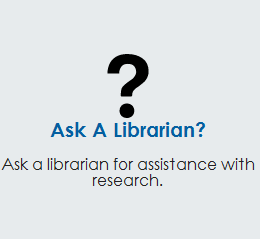 ?
Ask A Librarian?
Ask a librarian for assistance with
research.